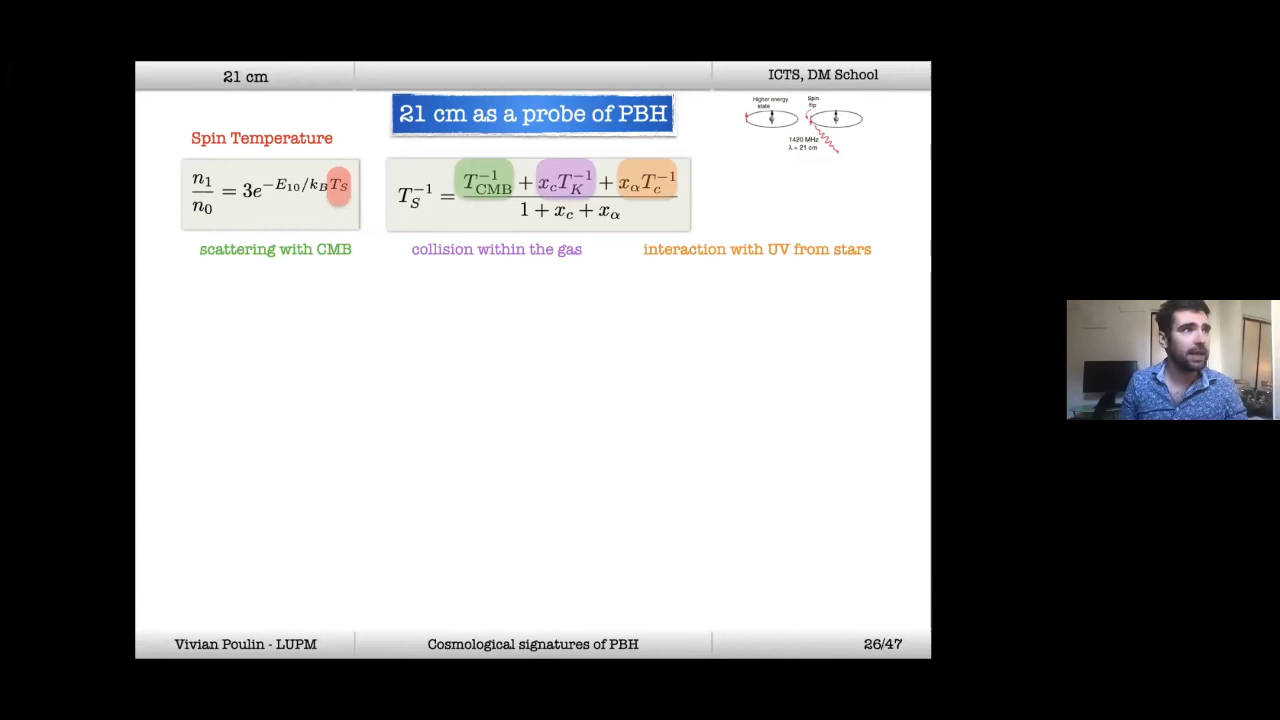 21 cm
ICTS, DM School
21 cm as a probe of PBH
Higher energy
state
Spin
flip
1420 MHz
λ = 21 cm
Spin Temperature
n₁/n₀ = 3e^{-E₁₀/k_B T_S}
T_S^{-1} = (T_CMB^{-1} + x_c T_K^{-1} + x_α T_c^{-1}) / (1 + x_c + x_α)
scattering with CMB
collision within the gas
interaction with UV from stars
Vivian Poulin - LUPM
Cosmological signatures of PBH
26/47